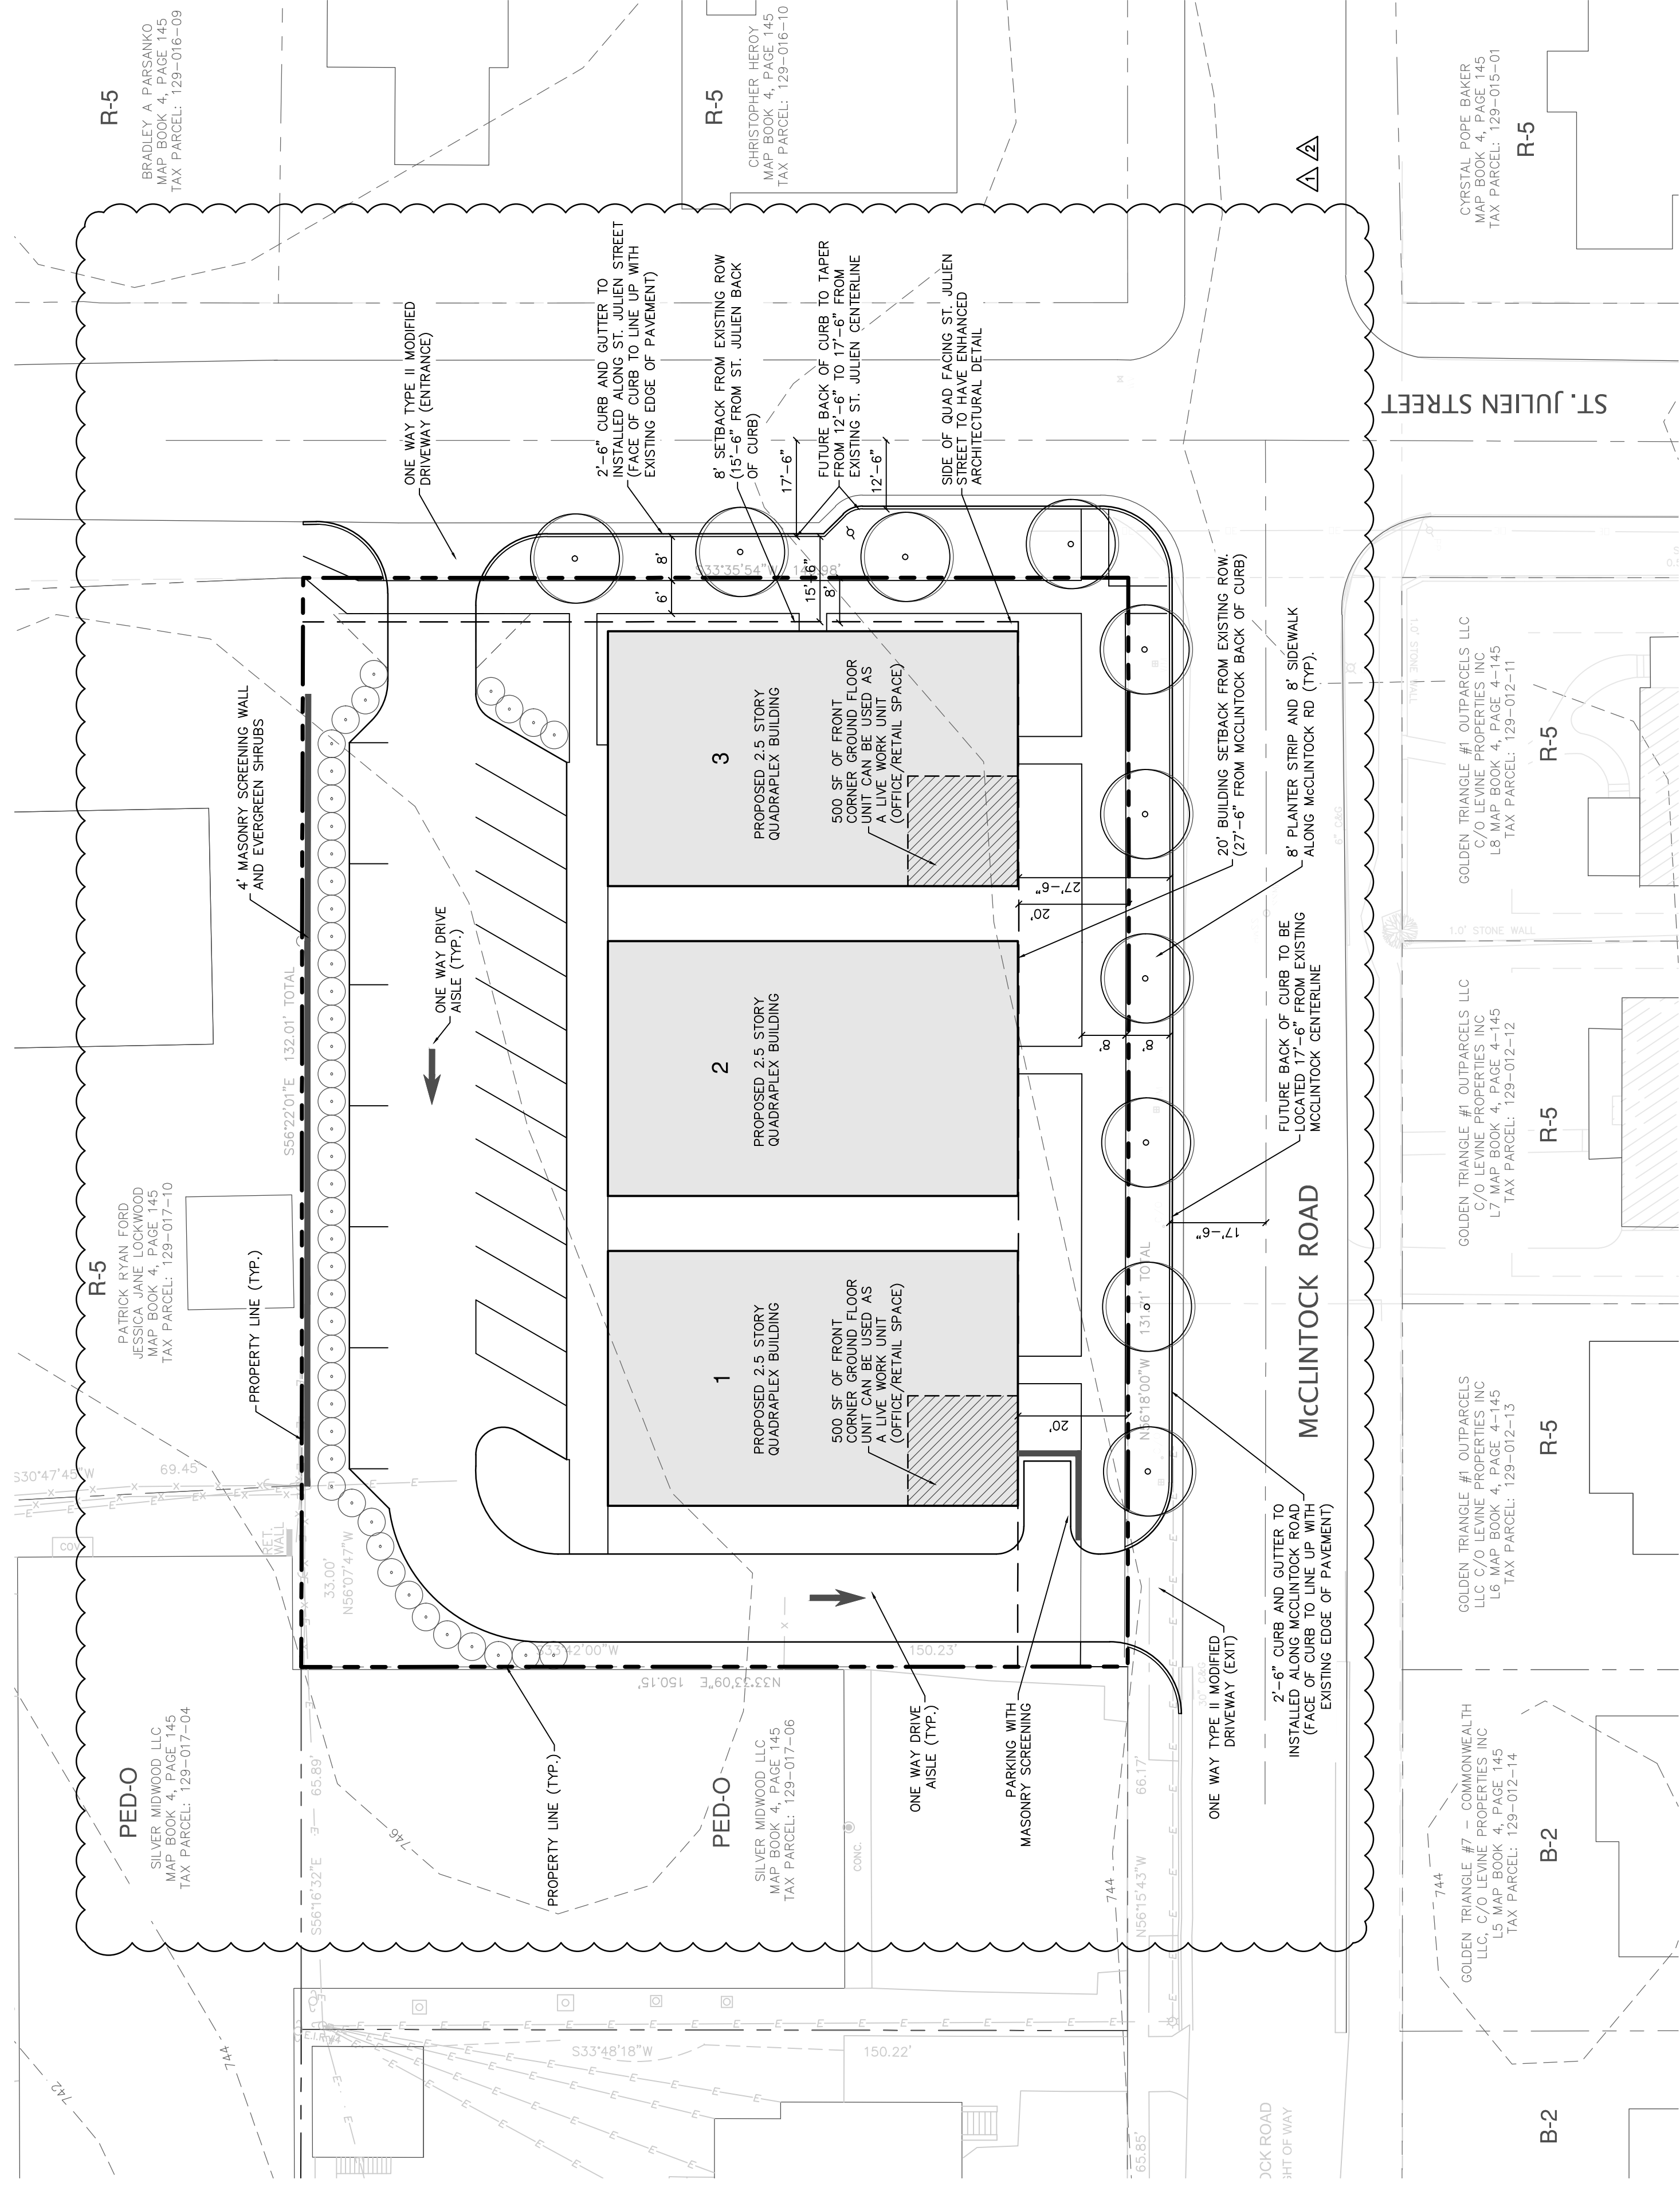 R-5
BRADLEY A PARSANKO
MAP BOOK 4, PAGE 145
TAX PARCEL: 129-016-09
R-5
CHRISTOPHER HEROY
MAP BOOK 4, PAGE 145
TAX PARCEL: 129-016-10
CYRSTAL POPE BAKER
MAP BOOK 4, PAGE 145
TAX PARCEL: 129-015-01
R-5
1 2
ONE WAY TYPE II MODIFIED
DRIVEWAY (ENTRANCE)
2'-6" CURB AND GUTTER TO
INSTALLED ALONG ST. JULIEN STREET
(FACE OF CURB TO LINE UP WITH
EXISTING EDGE OF PAVEMENT)
8' SETBACK FROM EXISTING ROW
(15'-6" FROM ST. JULIEN BACK
OF CURB)
17'-6"
FUTURE BACK OF CURB TO TAPER
FROM 12'-6" TO 17'-6" FROM
EXISTING ST. JULIEN CENTERLINE
12'-6"
SIDE OF QUAD FACING ST. JULIEN
STREET TO HAVE ENHANCED
ARCHITECTURAL DETAIL
ST. JULIEN STREET
8'
6'
15'-6"
8'
S33°35'54"W
4' MASONRY SCREENING WALL
AND EVERGREEN SHRUBS
ONE WAY DRIVE
AISLE (TYP.)
3
PROPOSED 2.5 STORY
QUADRAPLEX BUILDING
500 SF OF FRONT
CORNER GROUND FLOOR
UNIT CAN BE USED AS
A LIVE WORK UNIT
(OFFICE/RETAIL SPACE)
20' BUILDING SETBACK FROM EXISTING ROW.
(27'-6" FROM MCCLINTOCK BACK OF CURB)
8' PLANTER STRIP AND 8' SIDEWALK
ALONG McCLINTOCK RD (TYP).
27'-6"
20'
1.0' STONE WALL
6" C&G
GOLDEN TRIANGLE #1 OUTPARCELS LLC
C/O LEVINE PROPERTIES INC
L8 MAP BOOK 4, PAGE 4-145
TAX PARCEL: 129-012-11
R-5
1.0' STONE WALL
S56°22'01"E 132.01' TOTAL
2
PROPOSED 2.5 STORY
QUADRAPLEX BUILDING
8'
8'
FUTURE BACK OF CURB TO BE
LOCATED 17'-6" FROM EXISTING
MCCLINTOCK CENTERLINE
GOLDEN TRIANGLE #1 OUTPARCELS LLC
C/O LEVINE PROPERTIES INC
L7 MAP BOOK 4, PAGE 4-145
TAX PARCEL: 129-012-12
R-5
R-5
PATRICK RYAN FORD
JESSICA JANE LOCKWOOD
MAP BOOK 4, PAGE 145
TAX PARCEL: 129-017-10
PROPERTY LINE (TYP.)
1
PROPOSED 2.5 STORY
QUADRAPLEX BUILDING
500 SF OF FRONT
CORNER GROUND FLOOR
UNIT CAN BE USED AS
A LIVE WORK UNIT
(OFFICE/RETAIL SPACE)
20'
17'-6"
N56°18'00"W TOTAL
McCLINTOCK ROAD
2'-6" CURB AND GUTTER TO
INSTALLED ALONG MCCLINTOCK ROAD
(FACE OF CURB TO LINE UP WITH
EXISTING EDGE OF PAVEMENT)
GOLDEN TRIANGLE #1 OUTPARCELS
LLC C/O LEVINE PROPERTIES INC
L6 MAP BOOK 4, PAGE 4-145
TAX PARCEL: 129-012-13
R-5
S30°47'45"W 69.45
COV
RET.
WALL
33.00'
N56°07'47"W
S33°42'00"W 150.23'
N33°33'09"E 150.15'
PED-O
SILVER MIDWOOD LLC
MAP BOOK 4, PAGE 145
TAX PARCEL: 129-017-04
S56°16'32"E 65.89'
746
PROPERTY LINE (TYP.)
PED-O
SILVER MIDWOOD LLC
MAP BOOK 4, PAGE 145
TAX PARCEL: 129-017-06
CONC.
ONE WAY DRIVE
AISLE (TYP.)
PARKING WITH
MASONRY SCREENING
ONE WAY TYPE II MODIFIED
DRIVEWAY (EXIT)
30" C&G
744
N56°15'43"W 66.17'
GOLDEN TRIANGLE #7 - COMMONWEALTH
LLC, C/O LEVINE PROPERTIES INC
L5 MAP BOOK 4, PAGE 145
TAX PARCEL: 129-012-14
B-2
744
742
744
S33°48'18"W 150.22'
65.85'
OCK ROAD
HT OF WAY
B-2